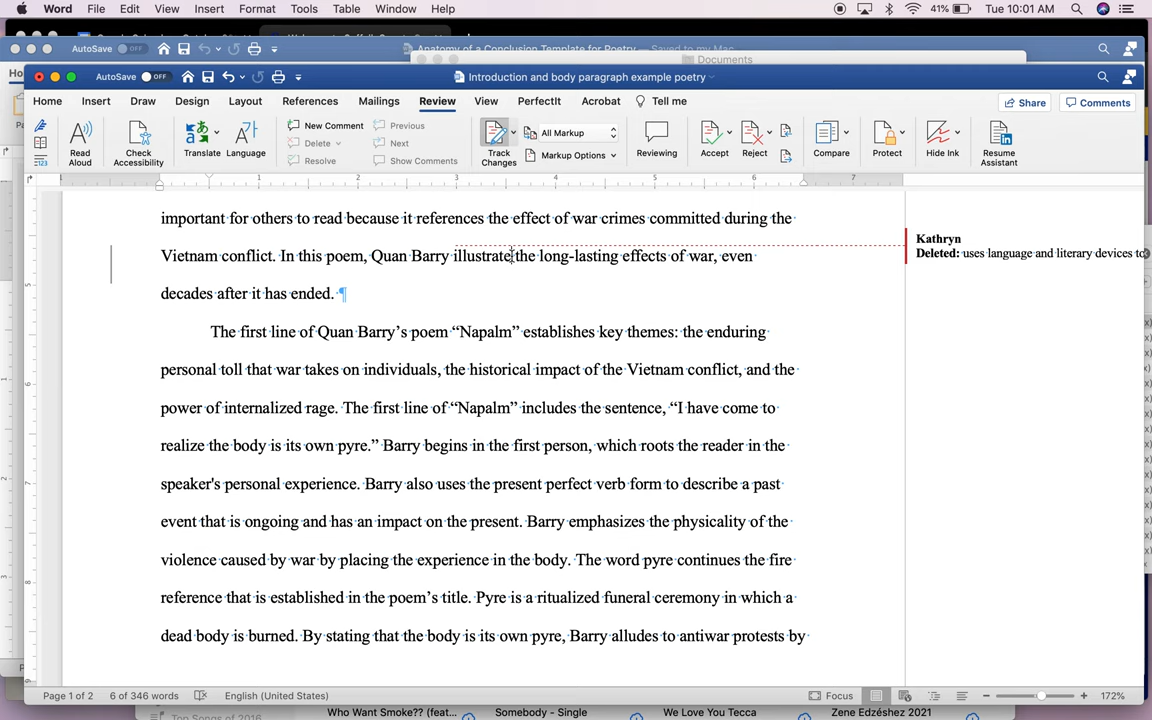 Word File Edit View Insert Format Tools Table Window Help 41% Tue 10:01 AM
AutoSave OFF Anatomy of a Conclusion Template for Poetry — Saved to my Mac
Documents
AutoSave OFF Introduction and body paragraph example poetry
Home Insert Draw Design Layout References Mailings Review View PerfectIt Acrobat Tell me Share Comments
Read Aloud
Check Accessibility
Translate
Language
New Comment
Delete
Resolve
Previous
Next
Show Comments
Track Changes
All Markup
Markup Options
Reviewing
Accept
Reject
Compare
Protect
Hide Ink
Resume Assistant
1 1 2 3 4 5 6 7
important for others to read because it references the effect of war crimes committed during the
Vietnam conflict. In this poem, Quan Barry illustrate the long-lasting effects of war, even
decades after it has ended. ¶
The first line of Quan Barry’s poem “Napalm” establishes key themes: the enduring
personal toll that war takes on individuals, the historical impact of the Vietnam conflict, and the
power of internalized rage. The first line of “Napalm” includes the sentence, “I have come to
realize the body is its own pyre.” Barry begins in the first person, which roots the reader in the
speaker's personal experience. Barry also uses the present perfect verb form to describe a past
event that is ongoing and has an impact on the present. Barry emphasizes the physicality of the
violence caused by war by placing the experience in the body. The word pyre continues the fire
reference that is established in the poem’s title. Pyre is a ritualized funeral ceremony in which a
dead body is burned. By stating that the body is its own pyre, Barry alludes to antiwar protests by
Kathryn
Deleted: uses language and literary devices to
Page 1 of 2 6 of 346 words English (United States) Focus 172%
Top Songs of 2016 Who Want Smoke?? (feat... Somebody - Single We Love You Tecca Zene Edzéshez 2021